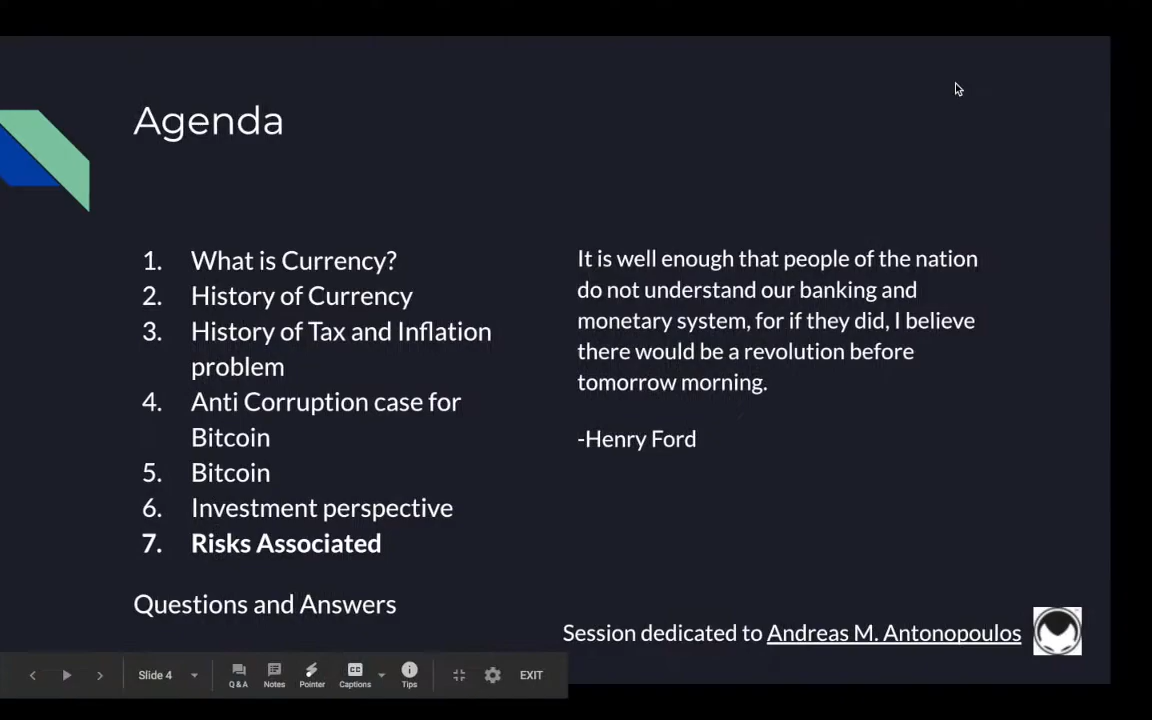 Agenda
1. What is Currency?
2. History of Currency
3. History of Tax and Inflation
problem
4. Anti Corruption case for
Bitcoin
5. Bitcoin
6. Investment perspective
7. Risks Associated
Questions and Answers
It is well enough that people of the nation
do not understand our banking and
monetary system, for if they did, I believe
there would be a revolution before
tomorrow morning.
-Henry Ford
Session dedicated to Andreas M. Antonopoulos
Slide 4
Q&A
Notes
Pointer
CC
Captions
Tips
EXIT